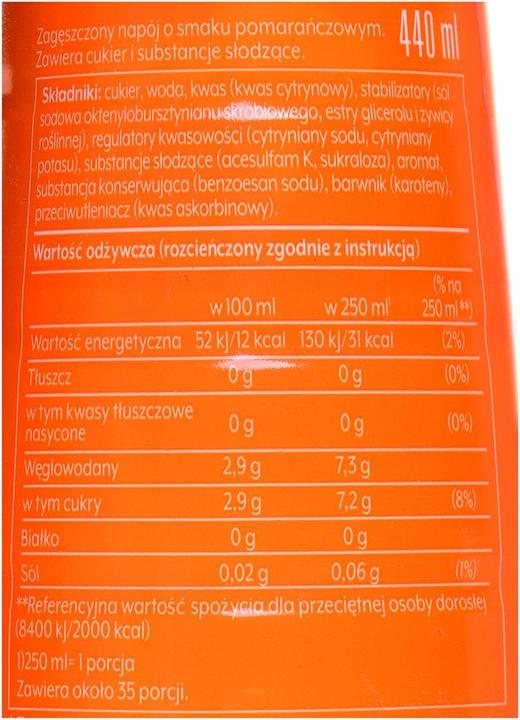 Zagęszczony napój o smaku pomarańczowym.
Zawiera cukier i substancje słodzące.
440 ml
Składniki: cukier, woda, kwas (kwas cytrynowy), stabilizatory (sól
sodowa oktenylobursztynianu skrobiowego, estry glicerolu i żywicy
roślinnej), regulatory kwasowości (cytryniany sodu, cytryniany
potasu), substancje słodzące (acesulfam K, sukraloza), aromat,
substancja konserwująca (benzoesan sodu), barwnik (karoteny),
przeciwutleniacz (kwas askorbinowy).
Wartość odżywcza (rozcieńczony zgodnie z instrukcją)
w 100 ml w 250 ml¹ (% na 250 ml**)
Wartość energetyczna 52 kJ/12 kcal 130 kJ/31 kcal (2%)
Tłuszcz 0 g 0 g (0%)
w tym kwasy tłuszczowe
nasycone 0 g 0 g (0%)
Węglowodany 2,9 g 7,3 g
w tym cukry 2,9 g 7,2 g (8%)
Białko 0 g 0 g
Sól 0,02 g 0,06 g (1%)
**Referencyjna wartość spożycia dla przeciętnej osoby dorosłej
(8400 kJ/2000 kcal)
1)250 ml= 1 porcja
Zawiera około 35 porcji.